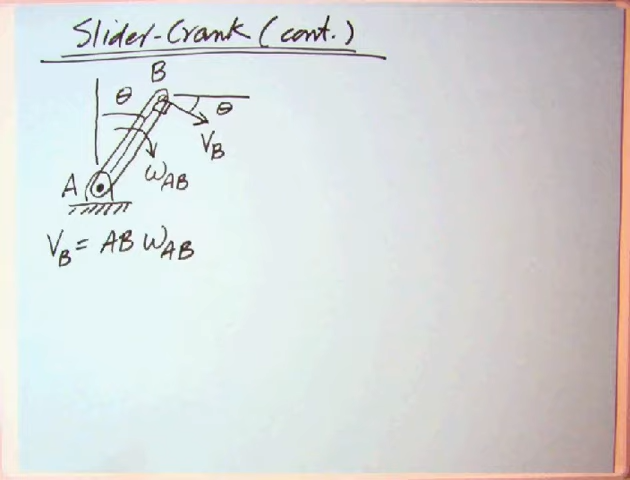 Slider-Crank (cont.)
B
θ
θ
V_B
A
ω_AB
V_B = AB ω_AB